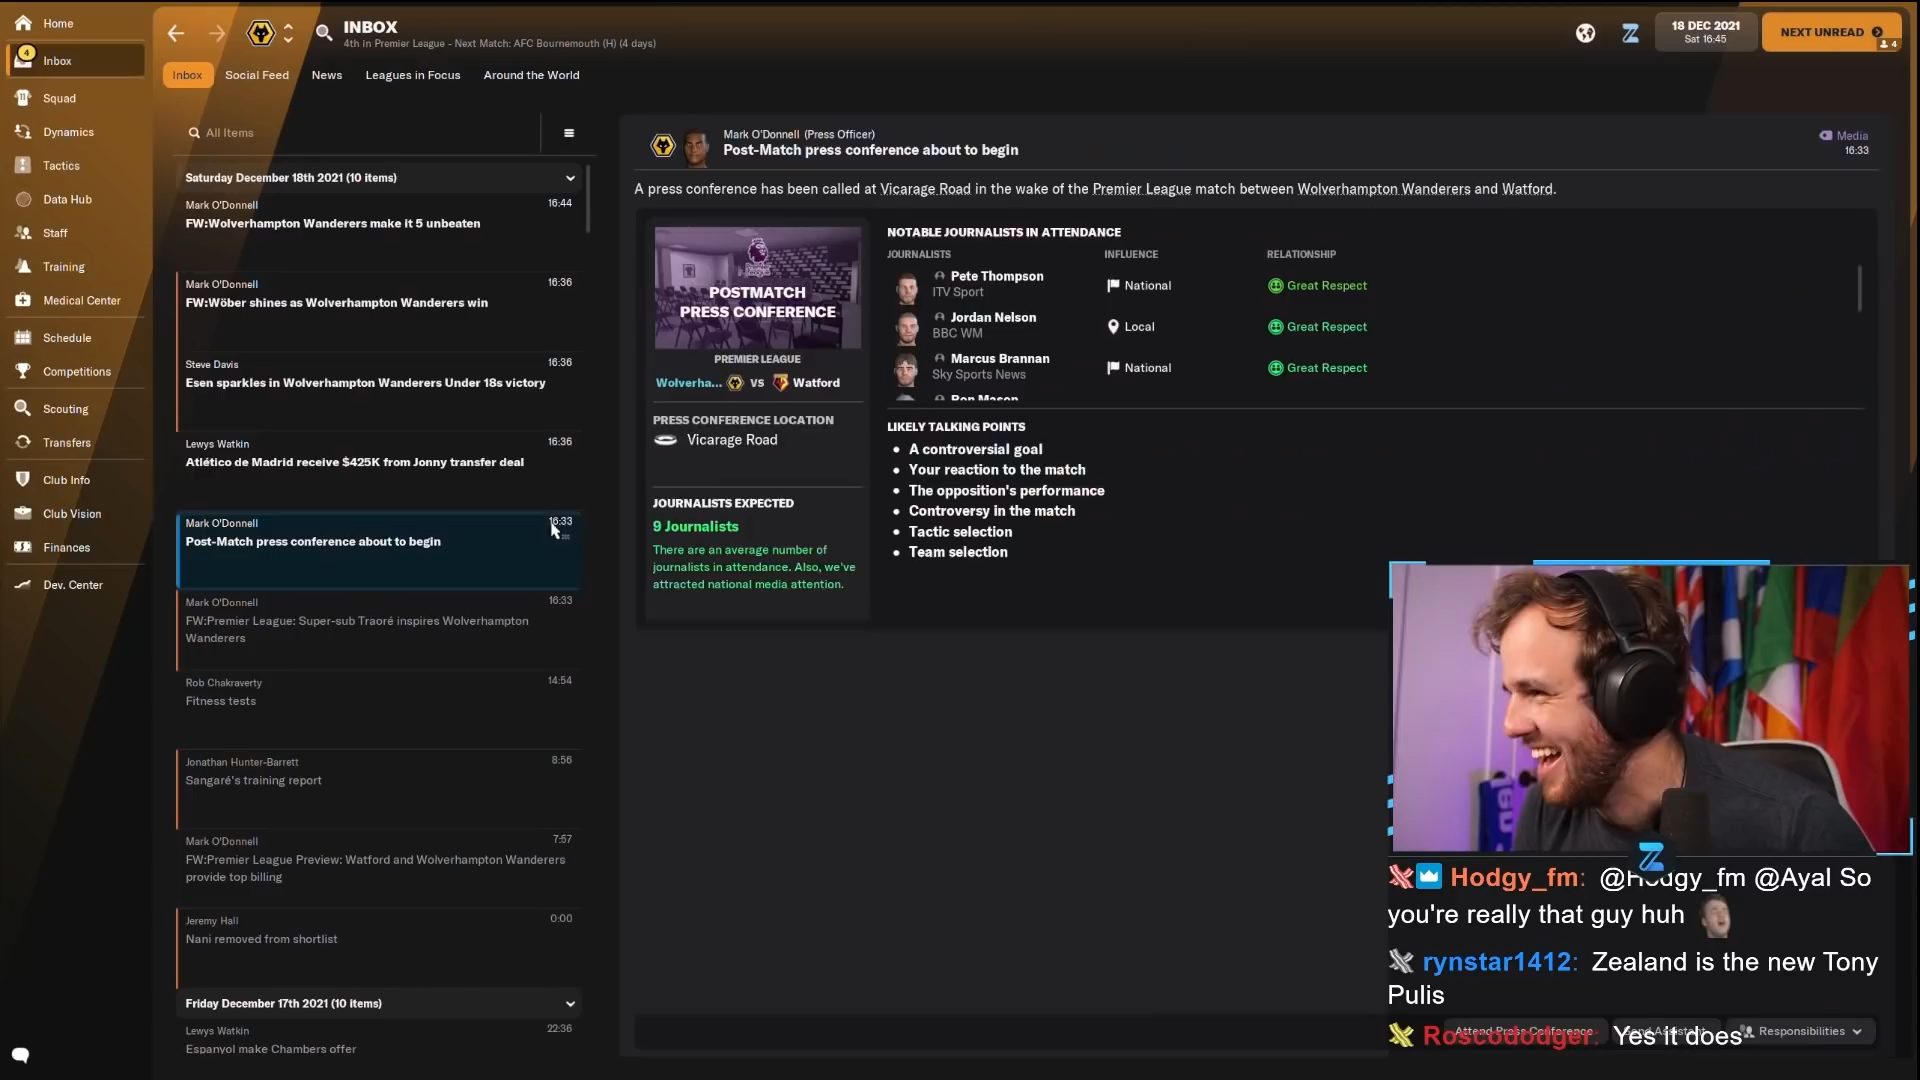 Home
4
Inbox
Squad
Dynamics
Tactics
Data Hub
Staff
Training
Medical Center
Schedule
Competitions
Scouting
Transfers
Club Info
Club Vision
Finances
Dev. Center
INBOX
4th in Premier League - Next Match: AFC Bournemouth (H) (4 days)
18 DEC 2021
Sat 16:45
NEXT UNREAD
4
Inbox Social Feed News Leagues in Focus Around the World
All Items
Saturday December 18th 2021 (10 items)
Mark O'Donnell 16:44
FW:Wolverhampton Wanderers make it 5 unbeaten
Mark O'Donnell 16:36
FW:Wöber shines as Wolverhampton Wanderers win
Steve Davis 16:36
Esen sparkles in Wolverhampton Wanderers Under 18s victory
Lewys Watkin 16:36
Atlético de Madrid receive $425K from Jonny transfer deal
Mark O'Donnell 16:33
Post-Match press conference about to begin
Mark O'Donnell 16:33
FW:Premier League: Super-sub Traoré inspires Wolverhampton
Wanderers
Rob Chakraverty 14:54
Fitness tests
Jonathan Hunter-Barrett 8:56
Sangaré's training report
Mark O'Donnell 7:57
FW:Premier League Preview: Watford and Wolverhampton Wanderers
provide top billing
Jeremy Hall 0:00
Nani removed from shortlist
Friday December 17th 2021 (10 items)
Lewys Watkin 22:36
Espanyol make Chambers offer
Mark O'Donnell (Press Officer)
Post-Match press conference about to begin
Media
16:33
A press conference has been called at Vicarage Road in the wake of the Premier League match between Wolverhampton Wanderers and Watford.
POSTMATCH
PRESS CONFERENCE
PREMIER LEAGUE
Wolverha... VS Watford
PRESS CONFERENCE LOCATION
Vicarage Road
JOURNALISTS EXPECTED
9 Journalists
There are an average number of
journalists in attendance. Also, we've
attracted national media attention.
NOTABLE JOURNALISTS IN ATTENDANCE
JOURNALISTS INFLUENCE RELATIONSHIP
Pete Thompson
ITV Sport
National Great Respect
Jordan Nelson
BBC WM
Local Great Respect
Marcus Brannan
Sky Sports News
National Great Respect
Ron Mason
LIKELY TALKING POINTS
A controversial goal
Your reaction to the match
The opposition's performance
Controversy in the match
Tactic selection
Team selection
Hodgy_fm: @Hodgy_fm @Ayal So
you're really that guy huh
rynstar1412: Zealand is the new Tony
Pulis
Roscododger: Yes it does
Attend Press Conference Send Assistant Responsibilities